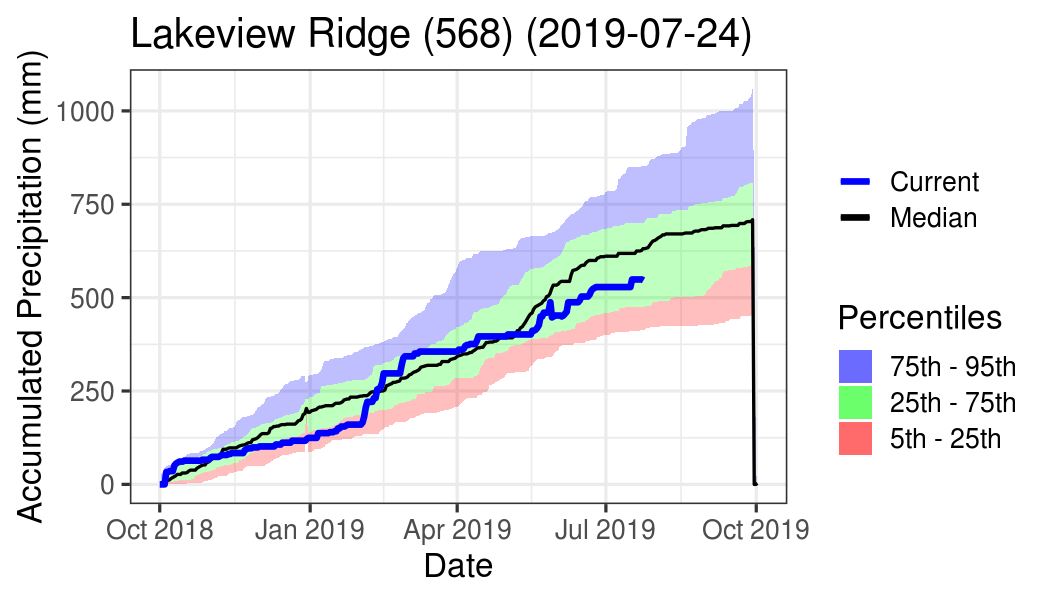 Lakeview Ridge (568) (2019-07-24)
Accumulated Precipitation (mm)
1000
750
500
250
0
Oct 2018
Jan 2019
Apr 2019
Jul 2019
Oct 2019
Date
Current
Median
Percentiles
75th - 95th
25th - 75th
5th - 25th